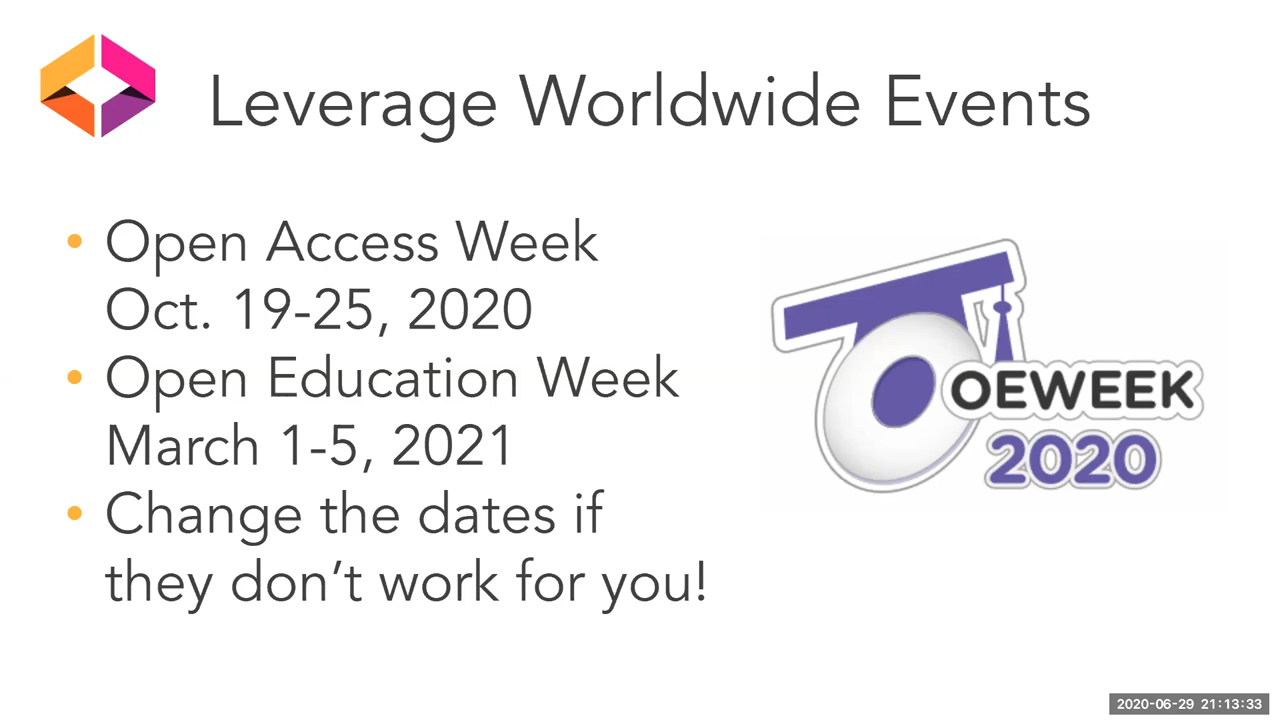 Leverage Worldwide Events
• Open Access Week
Oct. 19-25, 2020
• Open Education Week
March 1-5, 2021
• Change the dates if
they don’t work for you!
OEWEEK
2020
2020-06-29 21:13:33